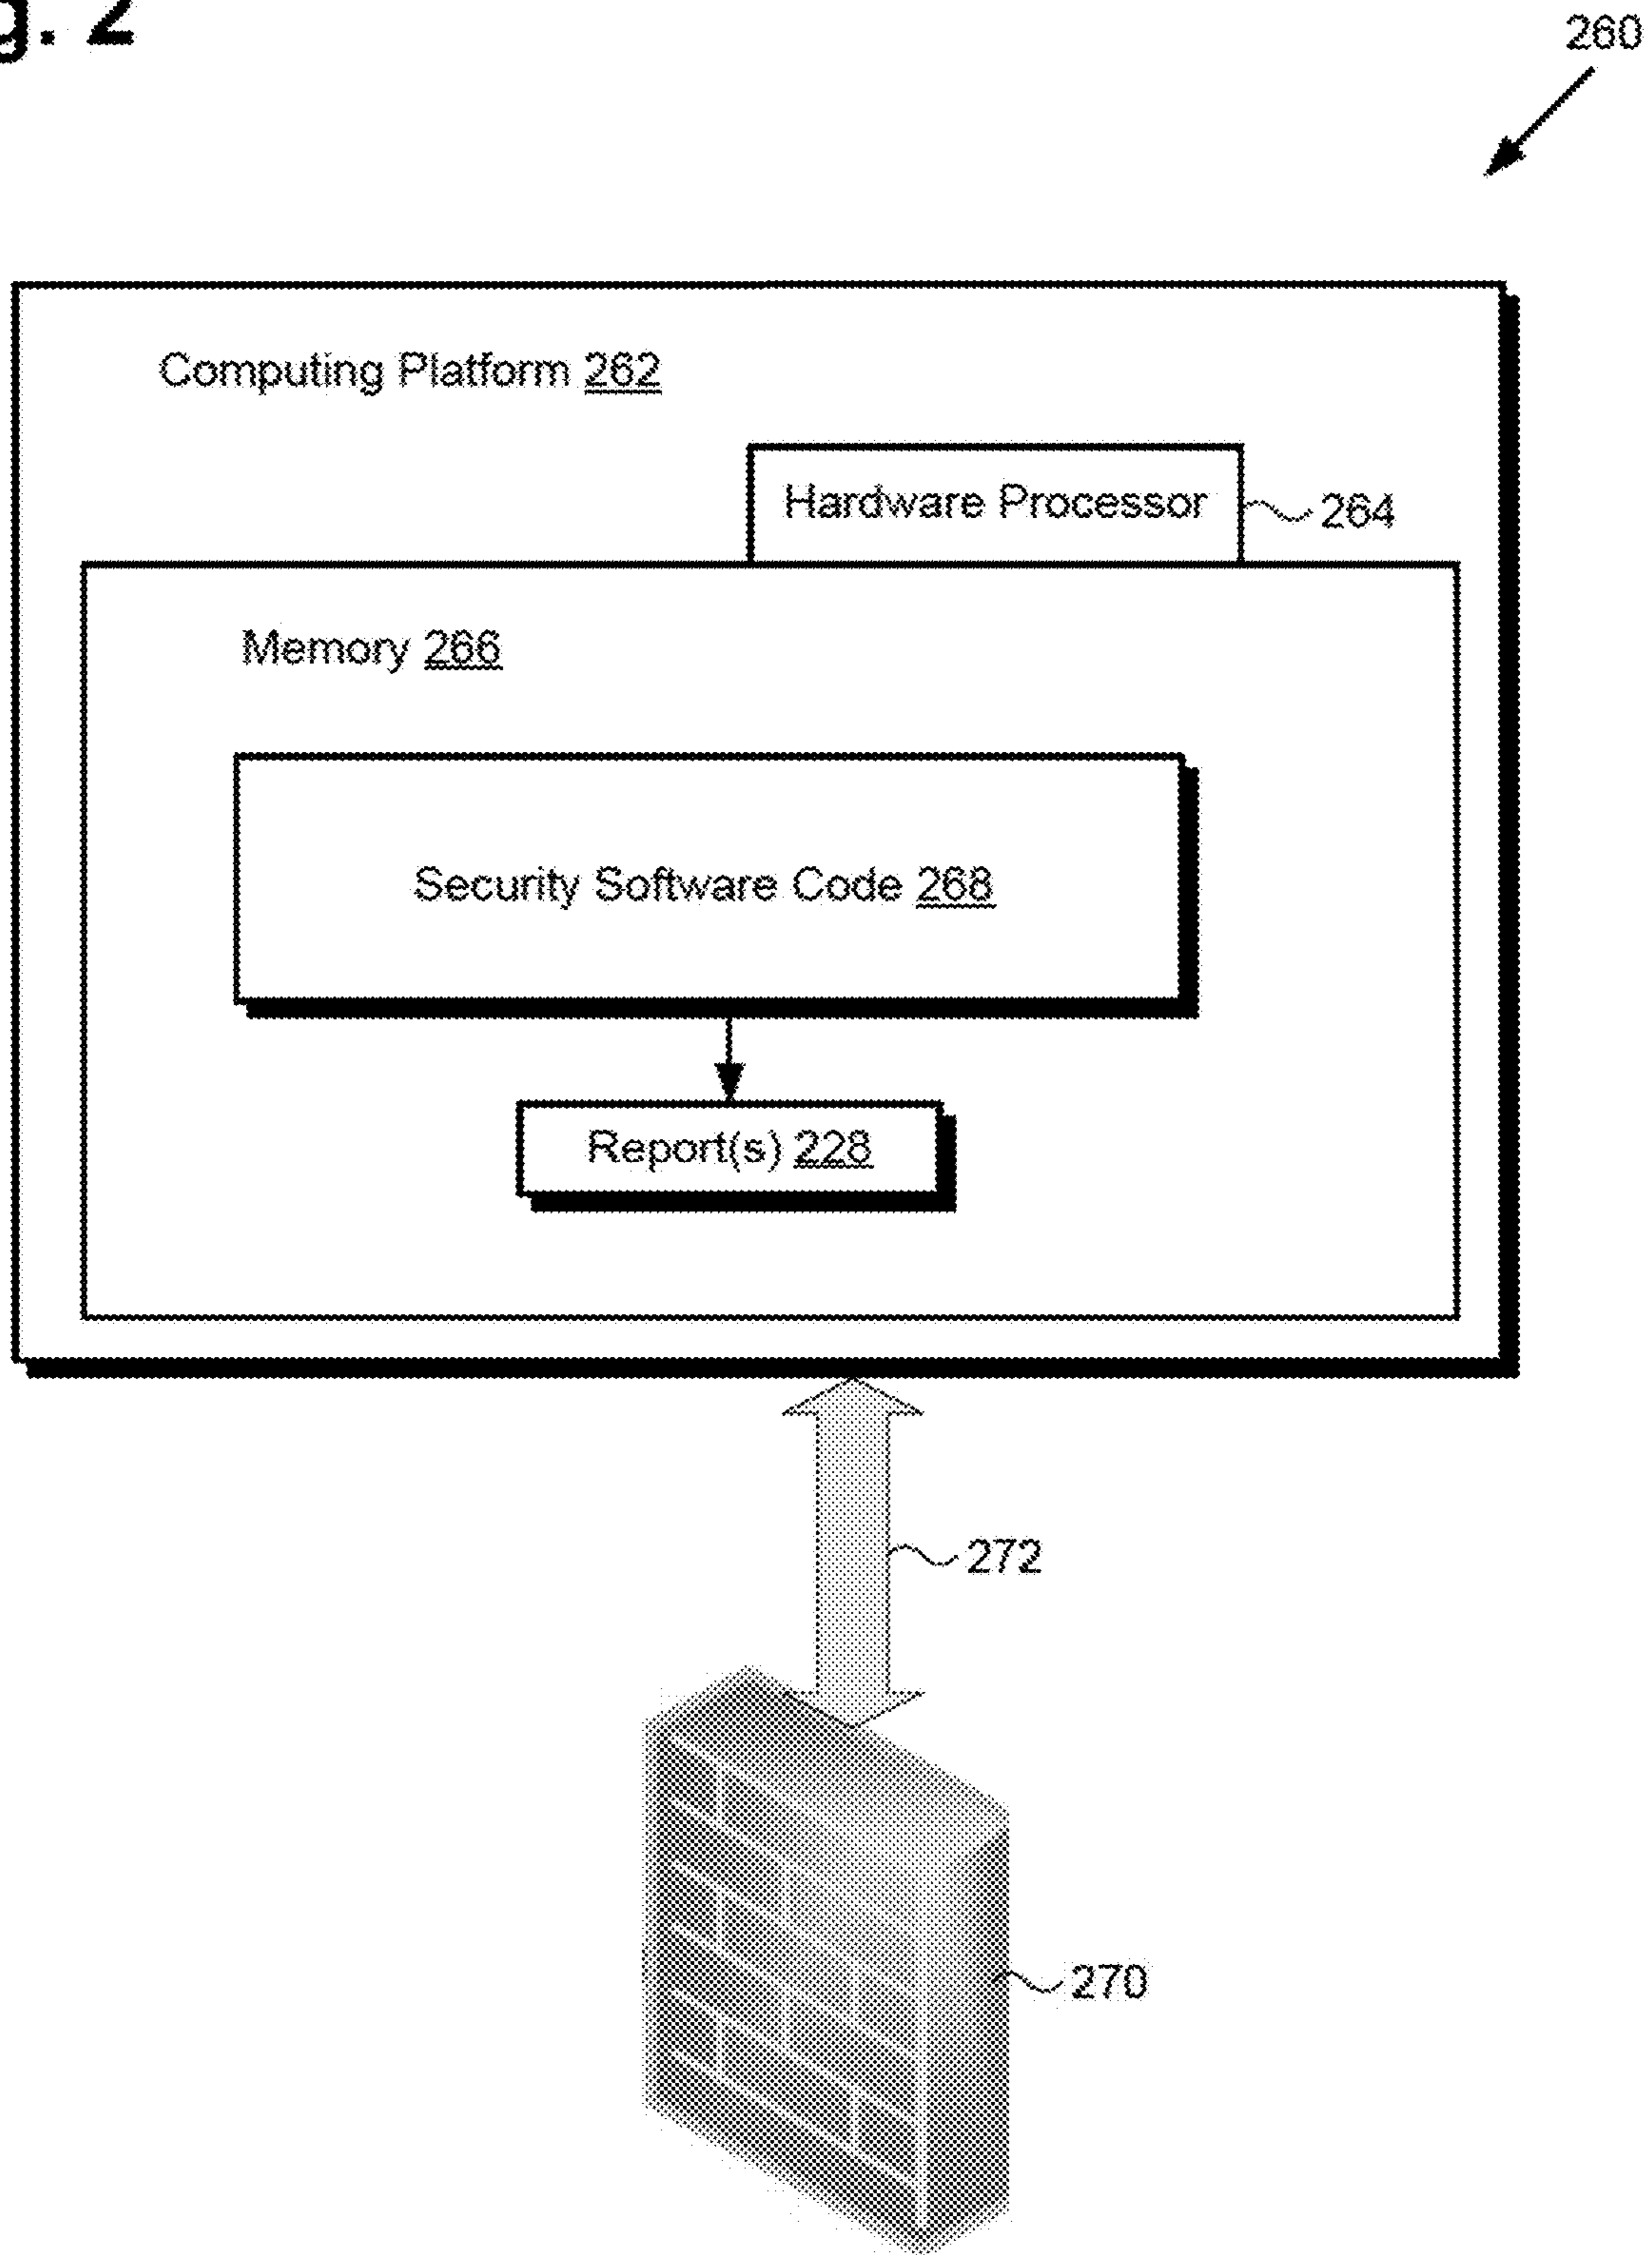 g. 2
260
Computing Platform 262
Hardware Processor
264
Memory 266
Security Software Code 268
Report(s) 228
272
270